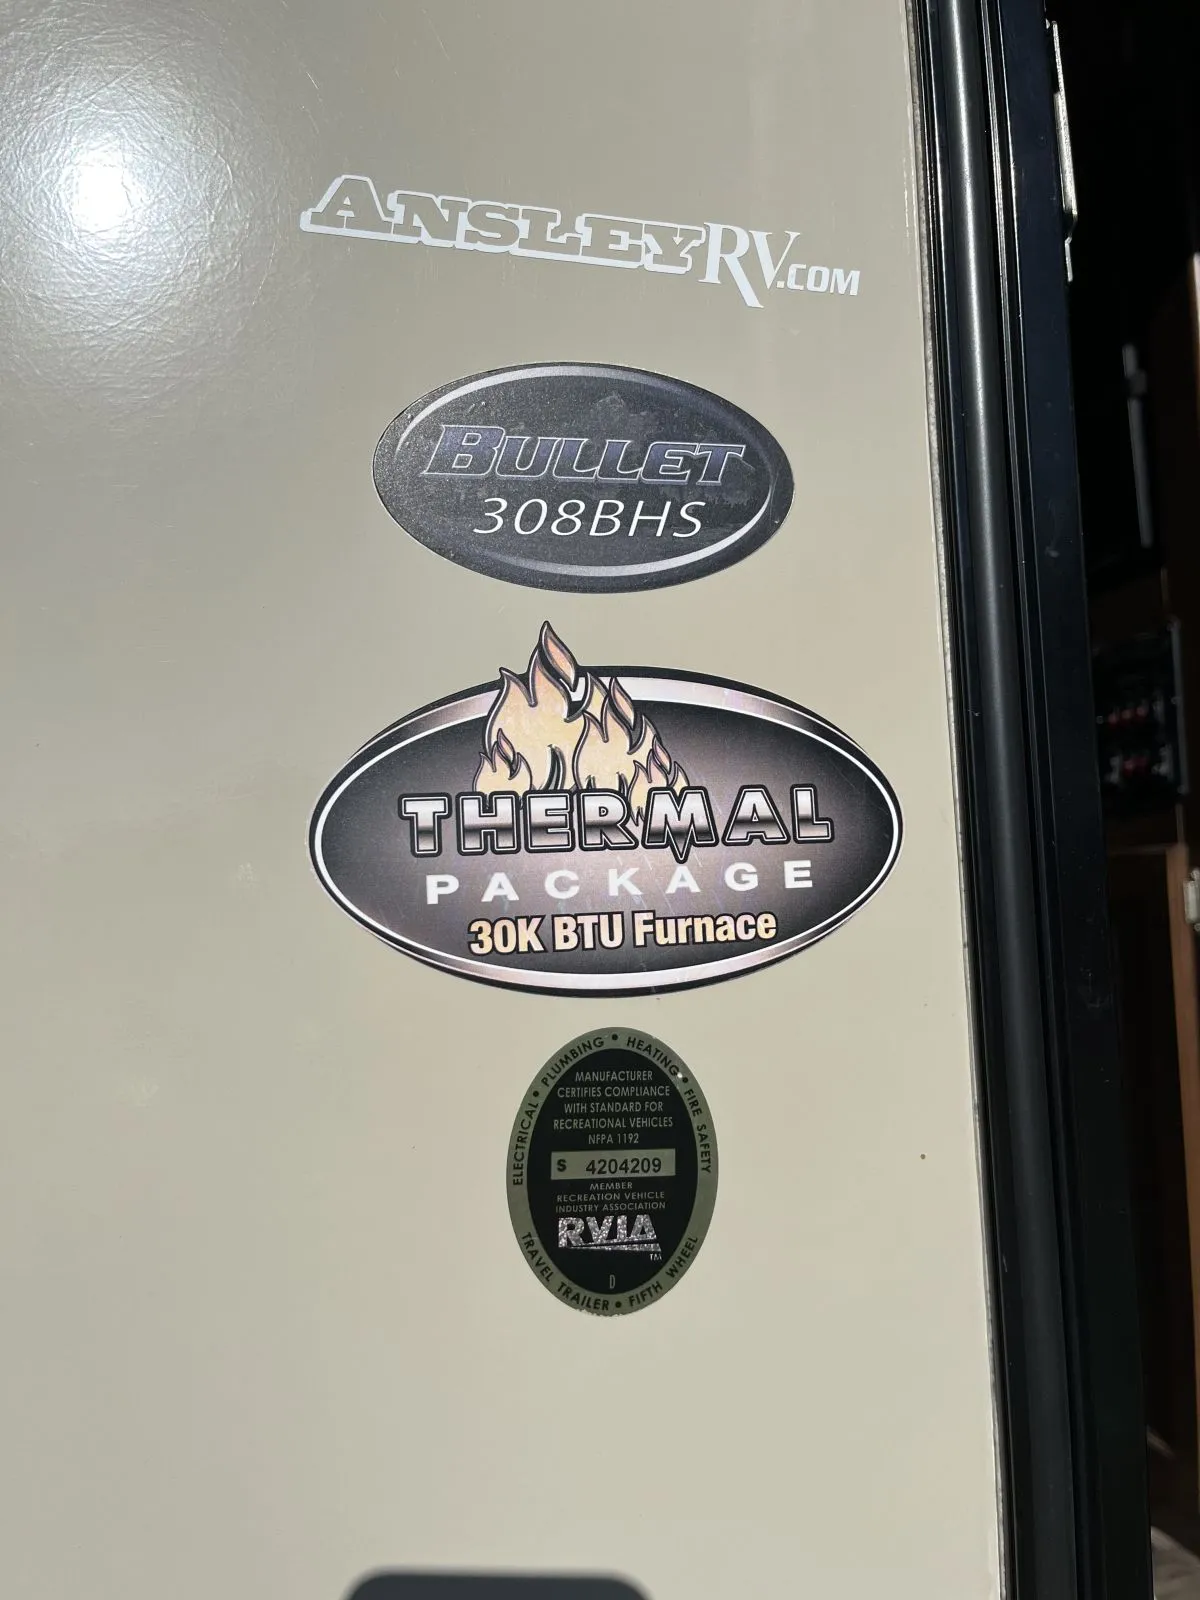 ANSLEYRV.COM
BULLET
308BHS
THERMAL
PACKAGE
30K BTU Furnace
ELECTRICAL • PLUMBING • HEATING • FIRE SAFETY
MANUFACTURER
CERTIFIES COMPLIANCE
WITH STANDARD FOR
RECREATIONAL VEHICLES
NFPA 1192
S 4204209
MEMBER
RECREATION VEHICLE
INDUSTRY ASSOCIATION
RVIA
TM
D
TRAVEL TRAILER • FIFTH WHEEL